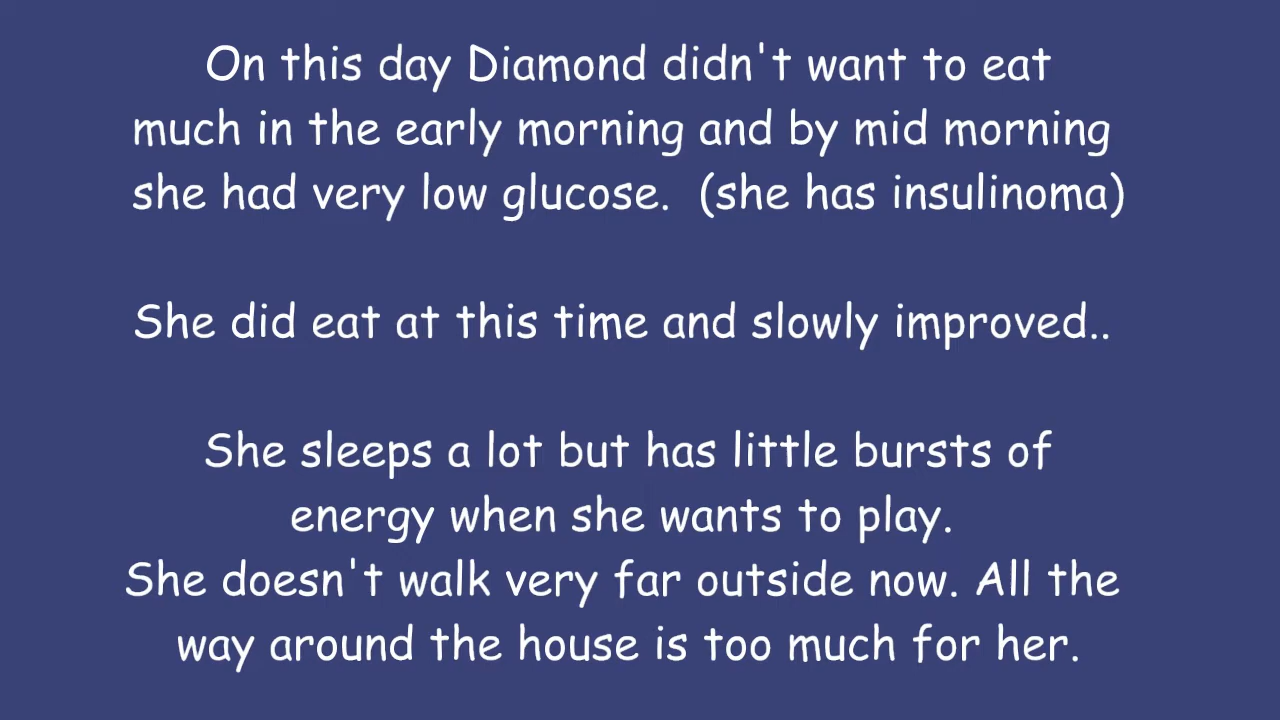 On this day Diamond didn't want to eat
much in the early morning and by mid morning
she had very low glucose.  (she has insulinoma)
She did eat at this time and slowly improved..
She sleeps a lot but has little bursts of
energy when she wants to play.
She doesn't walk very far outside now. All the
way around the house is too much for her.